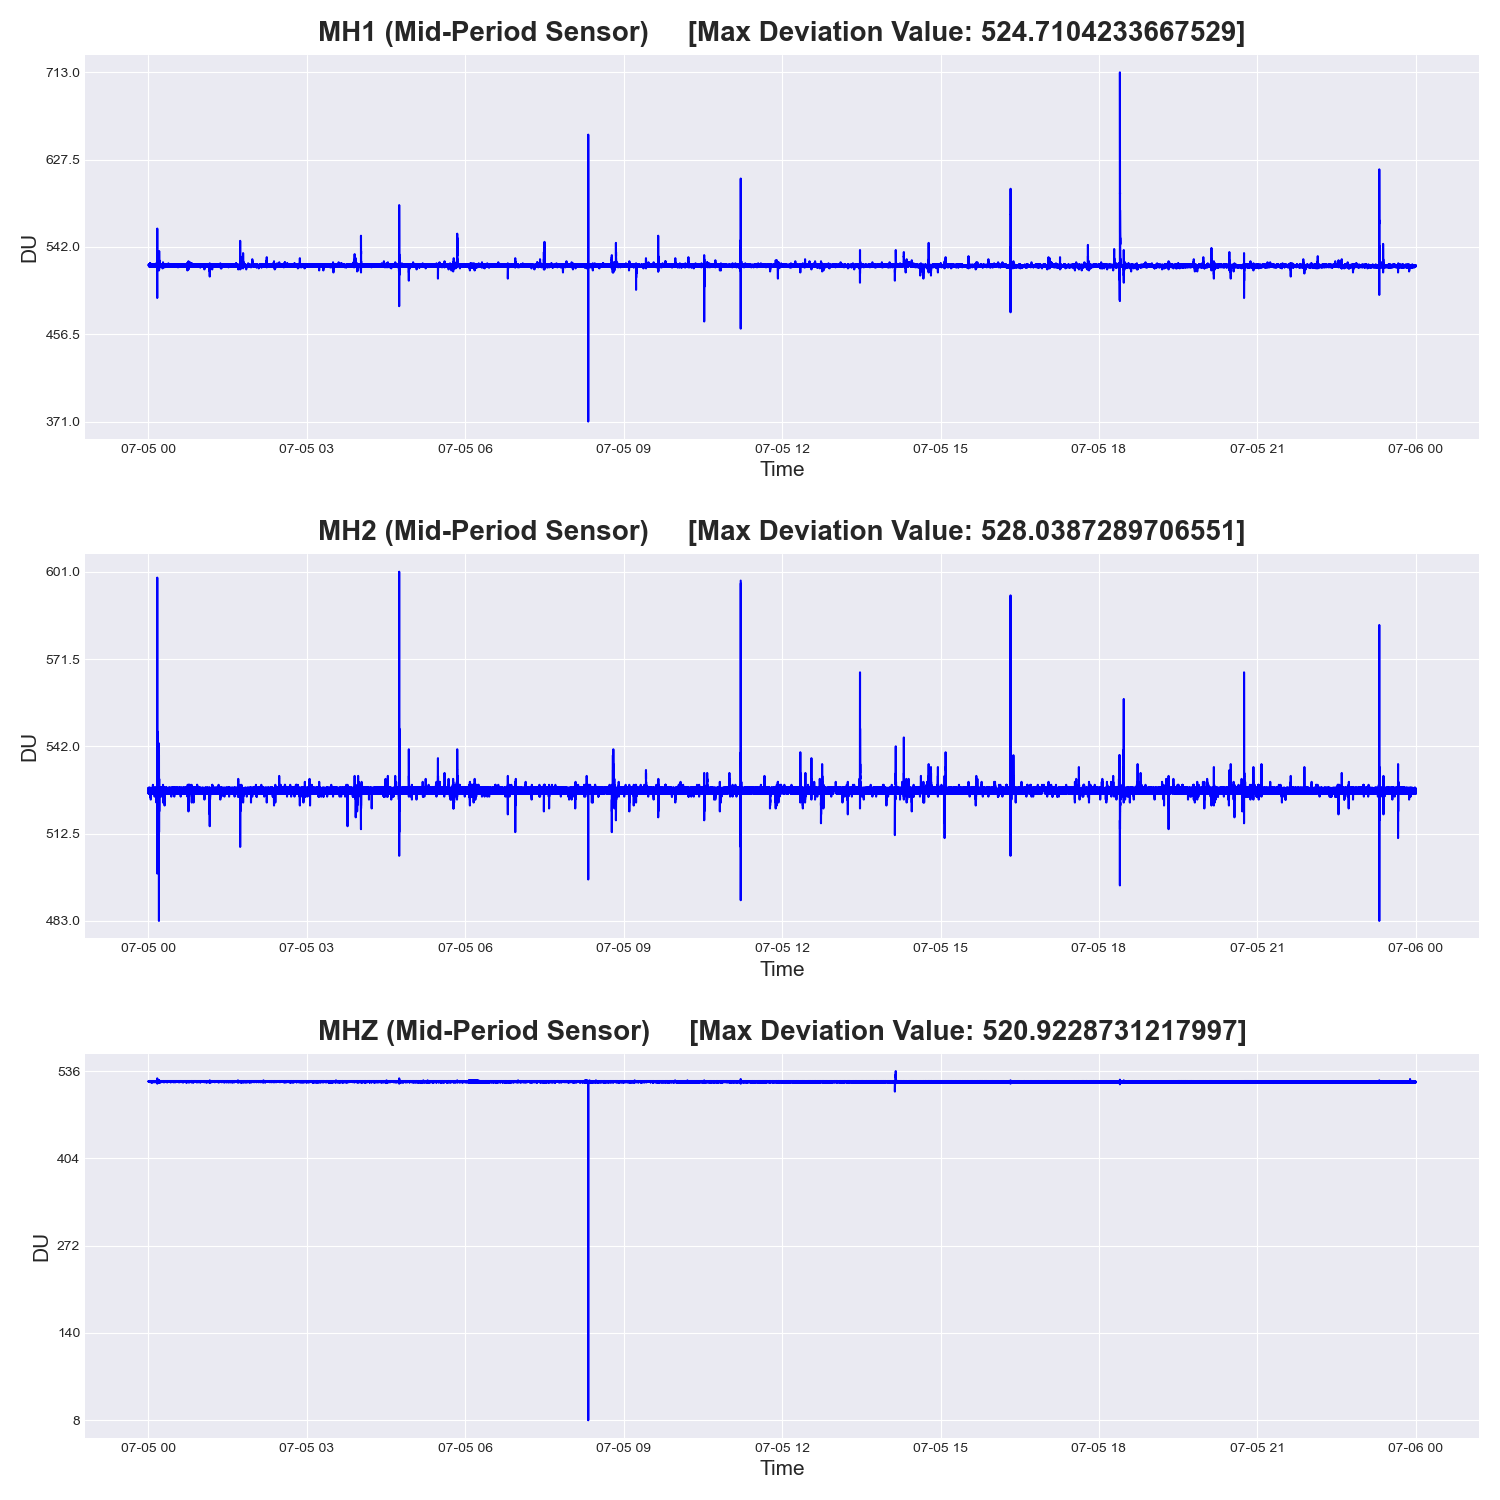 MH1 (Mid-Period Sensor) [Max Deviation Value: 524.7104233667529]
713.0
627.5
542.0
456.5
371.0
DU
07-05 00 07-05 03 07-05 06 07-05 09 07-05 12 07-05 15 07-05 18 07-05 21 07-06 00
Time
MH2 (Mid-Period Sensor) [Max Deviation Value: 528.0387289706551]
601.0
571.5
542.0
512.5
483.0
DU
07-05 00 07-05 03 07-05 06 07-05 09 07-05 12 07-05 15 07-05 18 07-05 21 07-06 00
Time
MHZ (Mid-Period Sensor) [Max Deviation Value: 520.9228731217997]
536
404
272
140
8
DU
07-05 00 07-05 03 07-05 06 07-05 09 07-05 12 07-05 15 07-05 18 07-05 21 07-06 00
Time